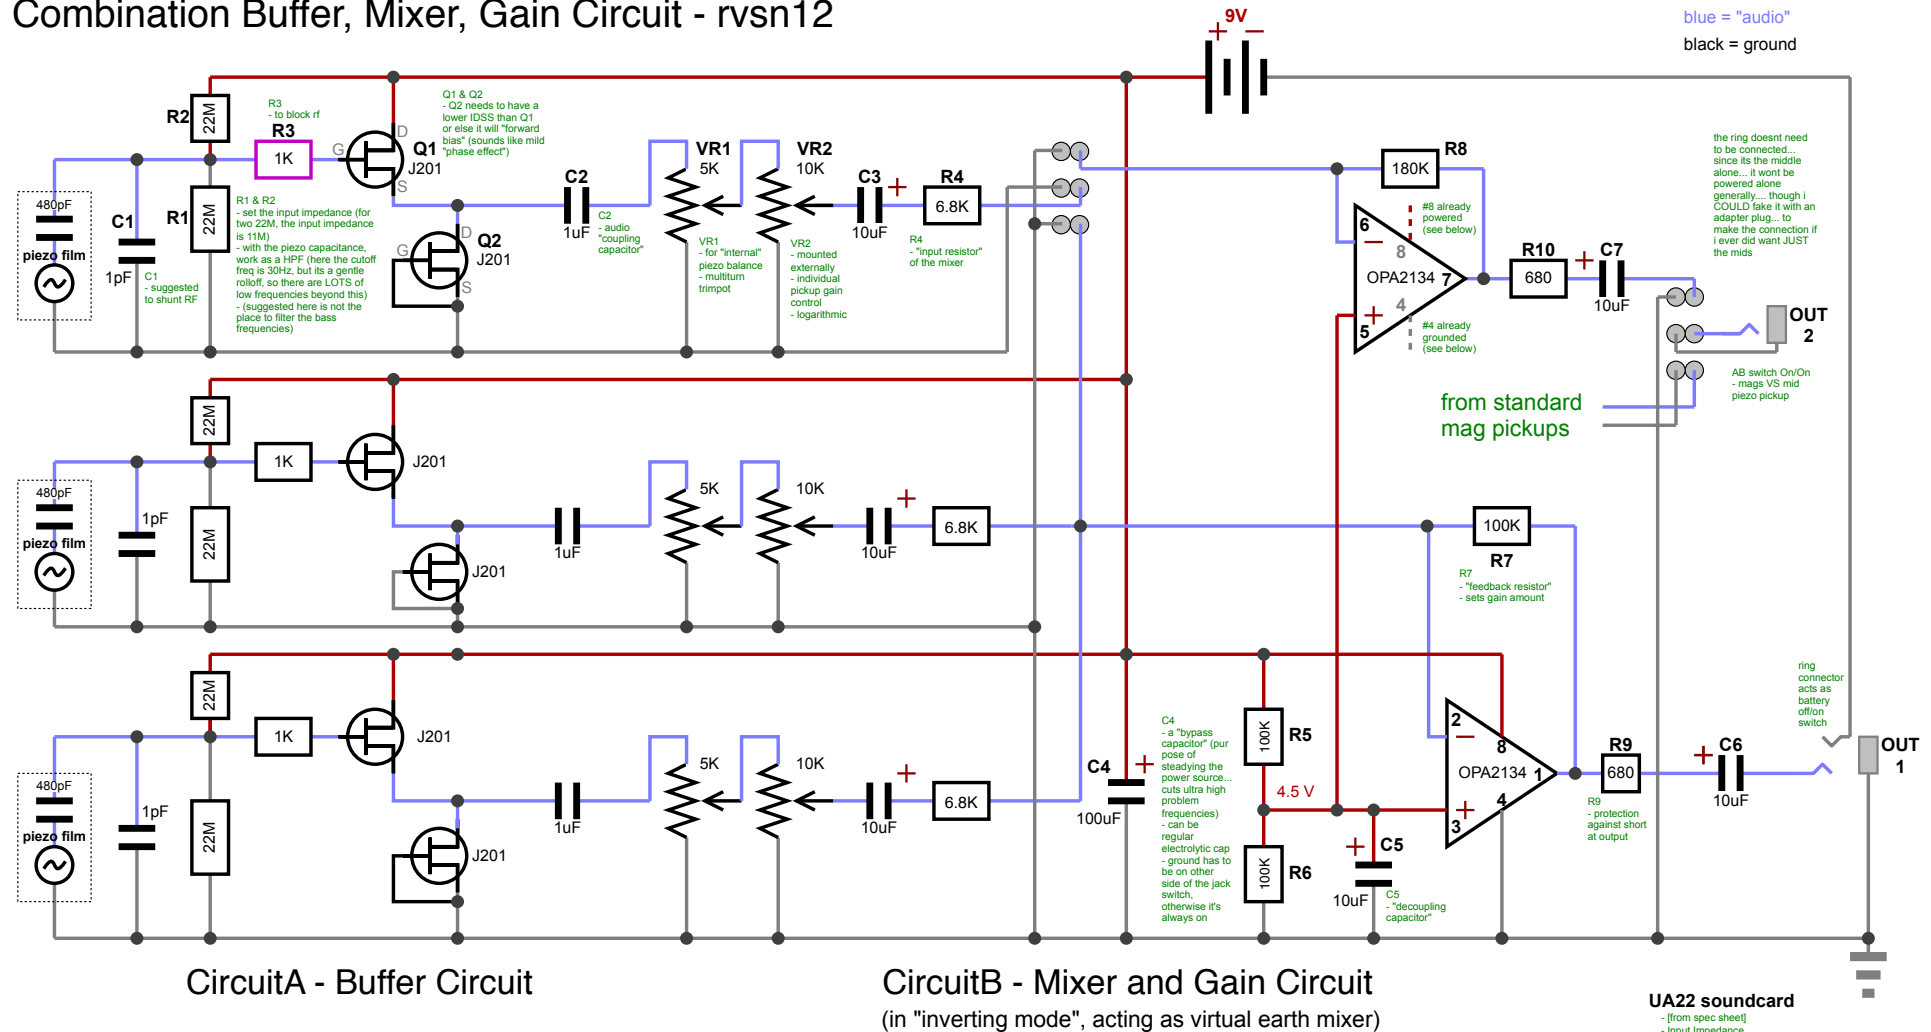 Combination Buffer, Mixer, Gain Circuit - rvsn12
blue = "audio"
black = ground
9V
+
−
R2
22M
R3
- to block rf
R3
1K
G
D
S
Q1
J201
Q1 & Q2
- Q2 needs to have a
lower IDSS than Q1
or else it will "forward
bias" (sounds like mild
"phase effect")
480pF
piezo film
C1
1pF
C1
- suggested
to shunt RF
R1
22M
R1 & R2
- set the input impedance (for
two 22M, the input impedance
is 11M)
- with the piezo capacitance,
work as a HPF (here the cutoff
freq is 30Hz, but its a gentle
rolloff, so there are LOTS of
low frequencies beyond this)
- (suggested here is not the
place to filter the bass
frequencies)
G
D
S
Q2
J201
C2
1uF
C2
- audio
"coupling
capacitor"
VR1
5K
VR1
- for "internal"
piezo balance
- multiturn
trimpot
VR2
10K
VR2
- mounted
externally
- individual
pickup gain
control
- logarithmic
C3
+
10uF
R4
6.8K
R4
- "input resistor"
of the mixer
R8
180K
6
−
#8 already
powered
(see below)
8
OPA2134
7
4
+
5
#4 already
grounded
(see below)
R10
680
+
C7
10uF
the ring doesnt need
to be connected...
since its the middle
alone... it wont be
powered alone
generally.... though i
COULD fake it with an
adapter plug... to
make the connection if
i ever did want JUST
the mids
OUT
2
AB switch On/On
- mags VS mid
piezo pickup
from standard
mag pickups
22M
1K
J201
480pF
piezo film
1pF
22M
J201
1uF
5K
10K
+
10uF
6.8K
100K
R7
R7
- "feedback resistor"
- sets gain amount
22M
1K
J201
480pF
piezo film
1pF
22M
J201
1uF
5K
10K
+
10uF
6.8K
C4
+
100uF
C4
- a "bypass
capacitor" (pur
pose of
steadying the
power source...
cuts ultra high
problem
frequencies)
- can be
regular
electrolytic cap
- ground has to
be on other
side of the jack
switch,
otherwise it's
always on
100K
R5
4.5 V
100K
R6
+
C5
10uF
C5
- "decoupling
capacitor"
2
−
8
OPA2134
1
4
+
3
R9
680
R9
- protection
against short
at output
+
C6
10uF
ring
connector
acts as
battery
off/on
switch
OUT
1
CircuitA - Buffer Circuit
CircuitB - Mixer and Gain Circuit
(in "inverting mode", acting as virtual earth mixer)
UA22 soundcard
- [from spec sheet]
- Input Impedance